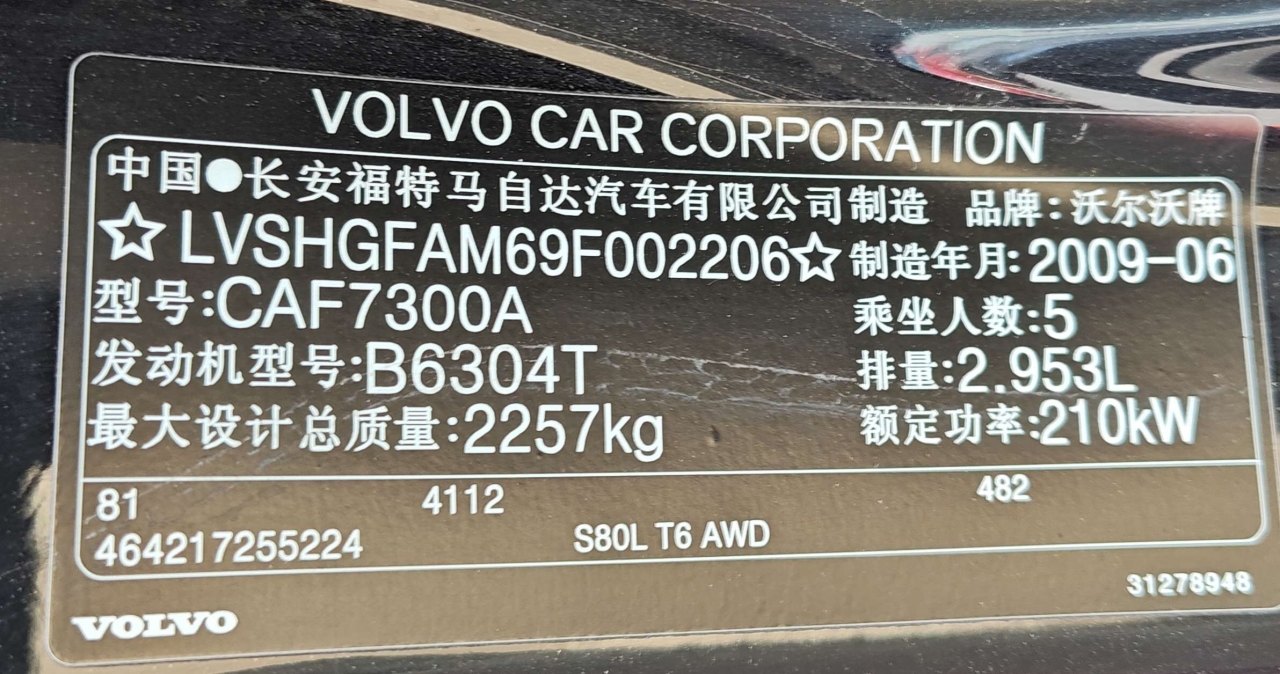 VOLVO CAR CORPORATION
中国●长安福特马自达汽车有限公司制造 品牌:沃尔沃牌
☆LVSHGFAM69F002206☆ 制造年月:2009-06
型号:CAF7300A 乘坐人数:5
发动机型号:B6304T 排量:2.953L
最大设计总质量:2257kg 额定功率:210kW
81 4112 482
464217255224 S80L T6 AWD
31278948
VOLVO